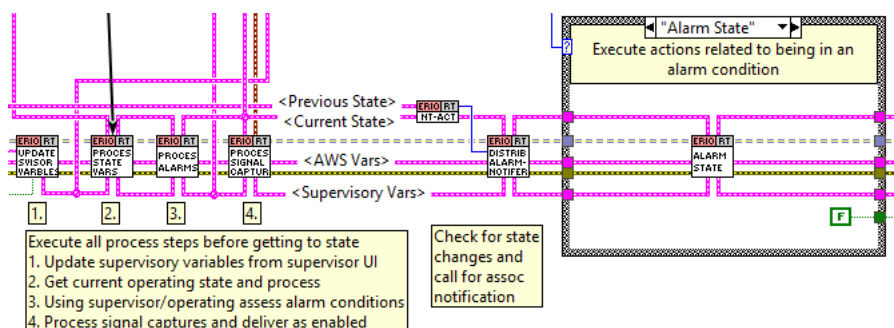 "Alarm State"
?
Execute actions related to being in an
alarm condition
<Previous State>
<Current State>
ERIO RT
NT-ACT
ERIO RT
UPDATE
SVISOR
VARBLES
ERIO RT
PROCES
STATE
VARS
ERIO RT
PROCES
ALARMS
ERIO RT
PROCES
SIGNAL
CAPTUR
<AWS Vars>
<Supervisory Vars>
ERIO RT
DISTRIB
ALARM-
NOTIFER
ERIO RT
ALARM
STATE
1.
2.
3.
4.
F
Execute all process steps before getting to state
1. Update supervisory variables from supervisor UI
2. Get current operating state and process
3. Using supervisor/operating assess alarm conditions
4. Process signal captures and deliver as enabled
Check for state
changes and
call for assoc
notification